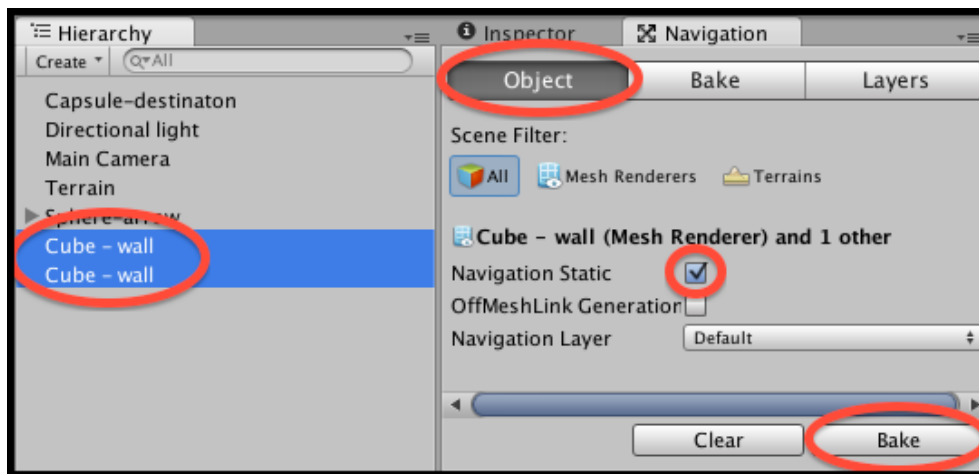 Hierarchy
Create
All
Capsule-destinaton
Directional light
Main Camera
Terrain
Sphere-arrow
Cube - wall
Cube - wall
Inspector
Navigation
Object
Bake
Layers
Scene Filter:
All
Mesh Renderers
Terrains
Cube - wall (Mesh Renderer) and 1 other
Navigation Static
OffMeshLink Generation
Navigation Layer
Default
Clear
Bake